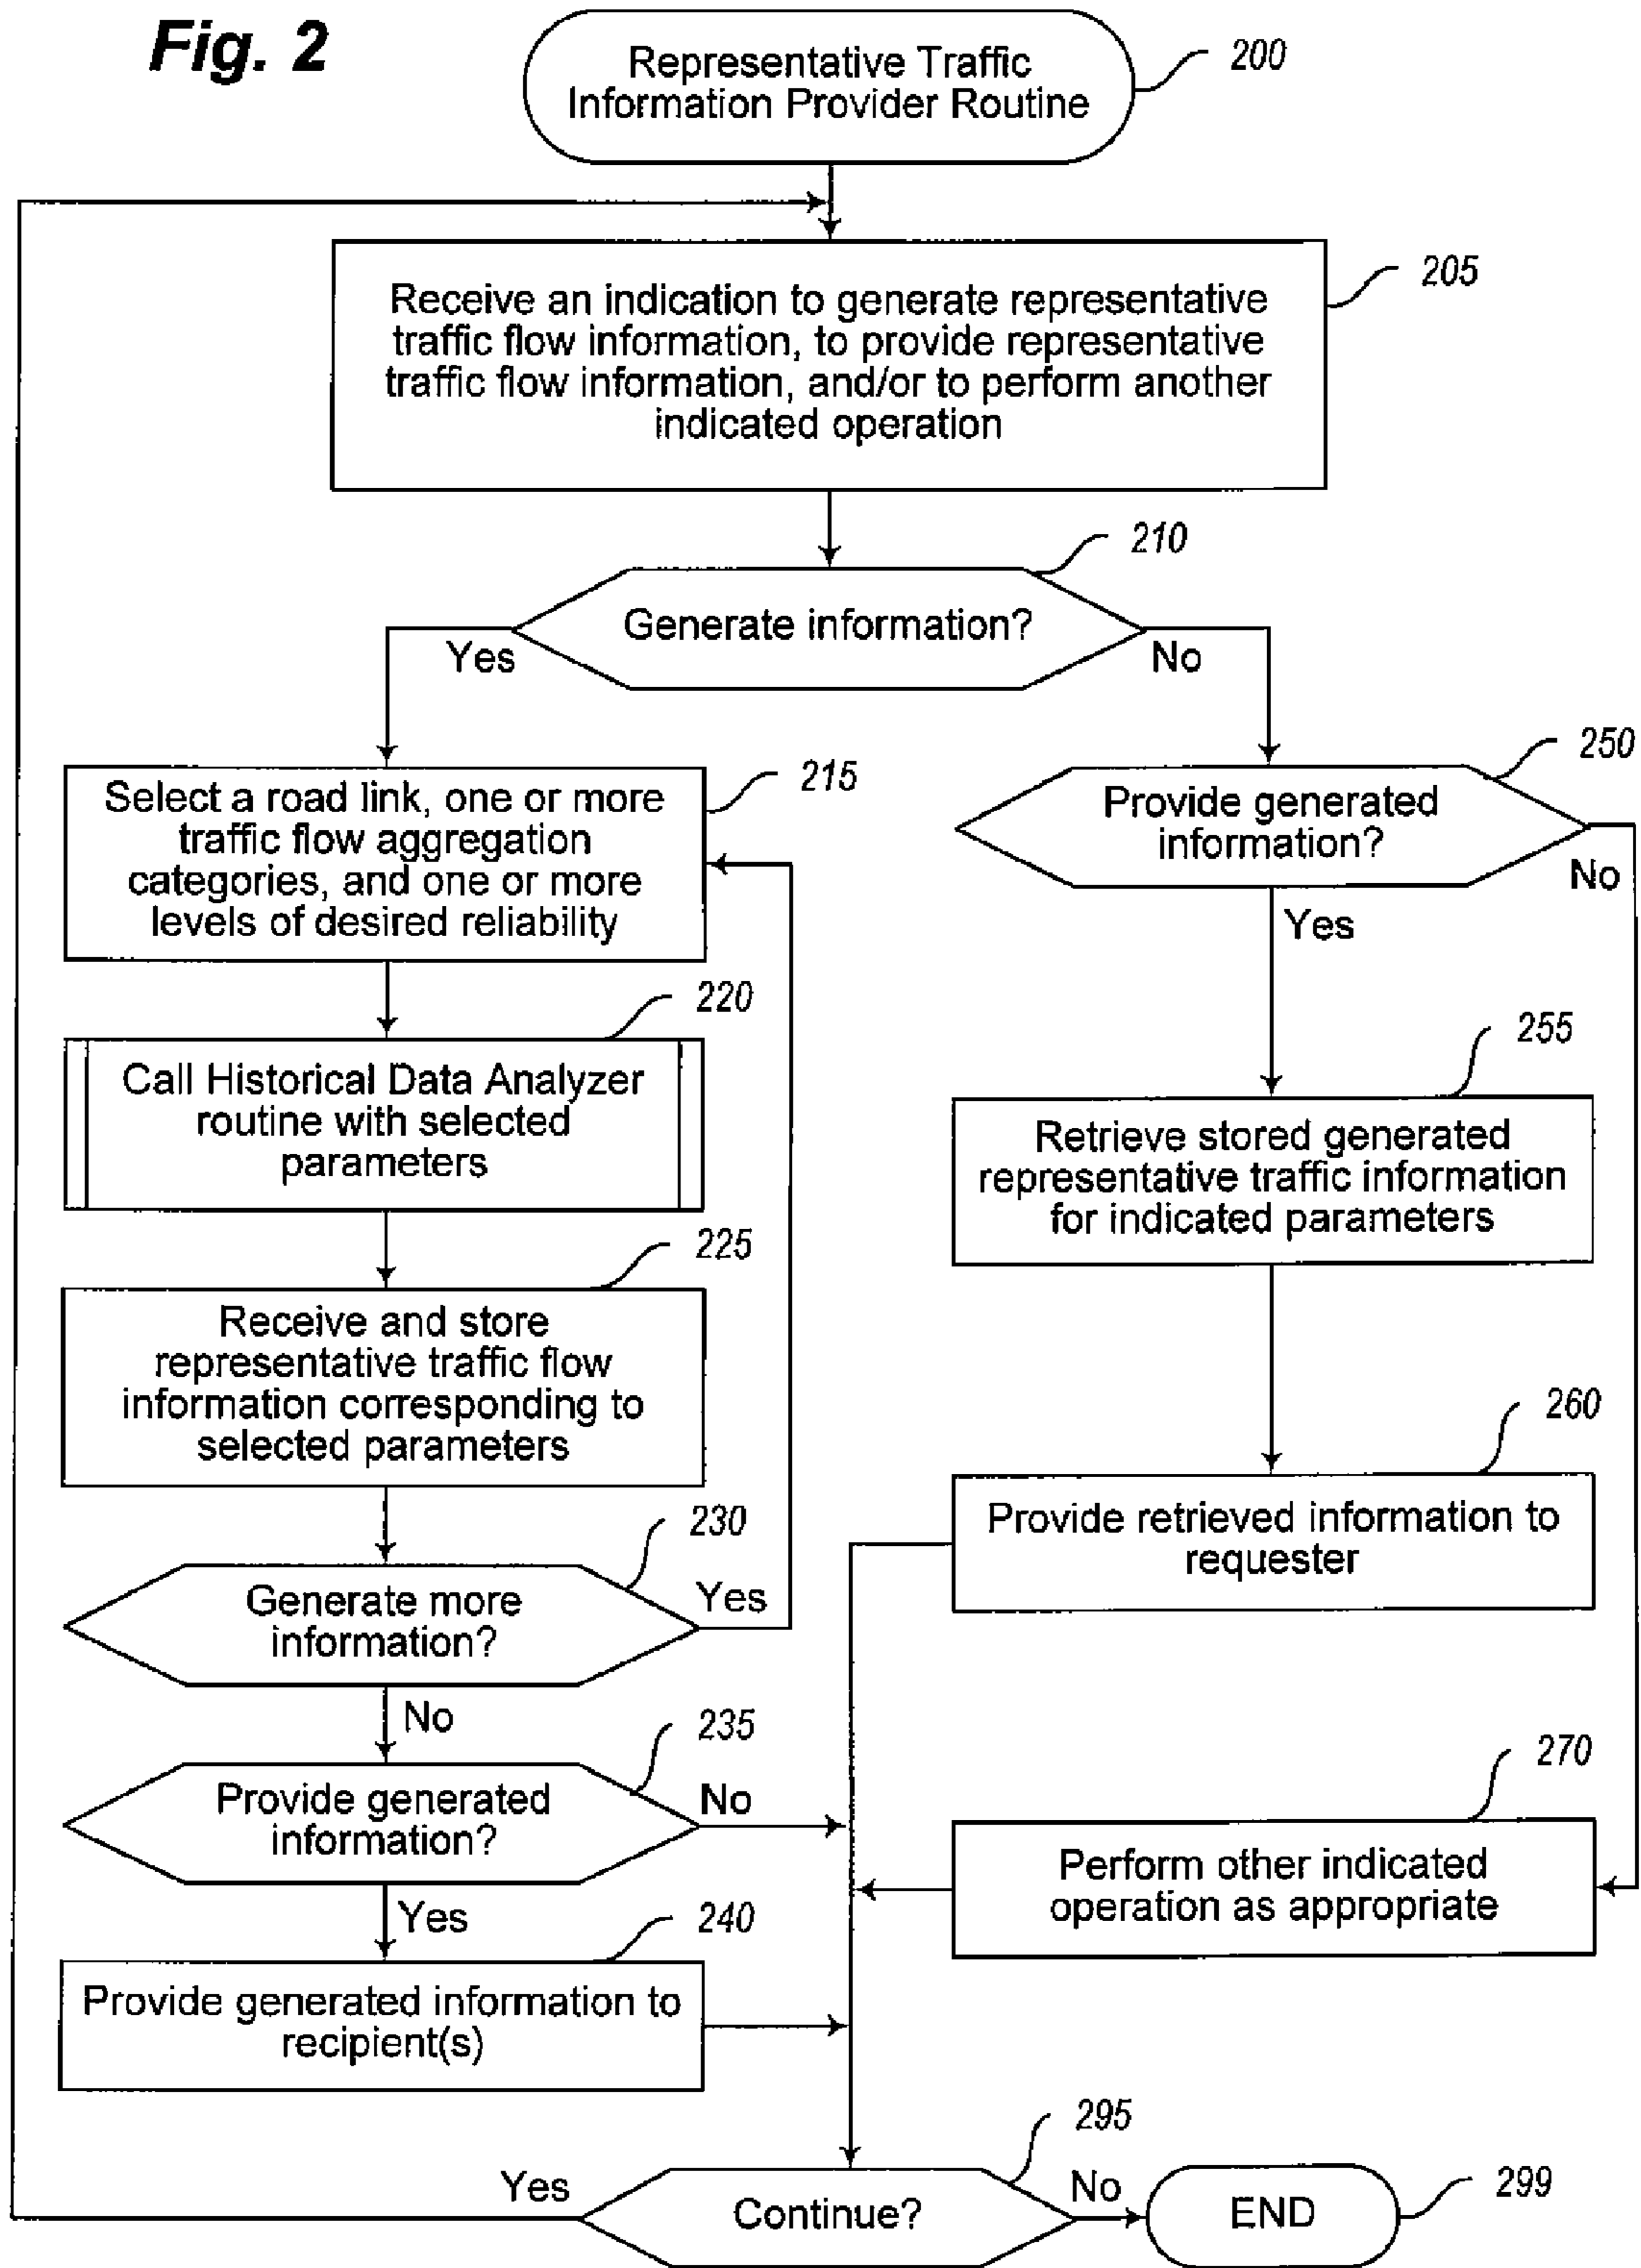 Fig. 2
Representative Traffic
Information Provider Routine
200
Receive an indication to generate representative
traffic flow information, to provide representative
traffic flow information, and/or to perform another
indicated operation
205
Generate information?
210
Yes
No
Select a road link, one or more
traffic flow aggregation
categories, and one or more
levels of desired reliability
215
Provide generated
information?
250
No
Yes
Call Historical Data Analyzer
routine with selected
parameters
220
Retrieve stored generated
representative traffic information
for indicated parameters
255
Receive and store
representative traffic flow
information corresponding to
selected parameters
225
Provide retrieved information to
requester
260
Generate more
information?
230
Yes
No
Provide generated
information?
235
No
Yes
Perform other indicated
operation as appropriate
270
Provide generated information to
recipient(s)
240
Continue?
295
Yes
No
END
299